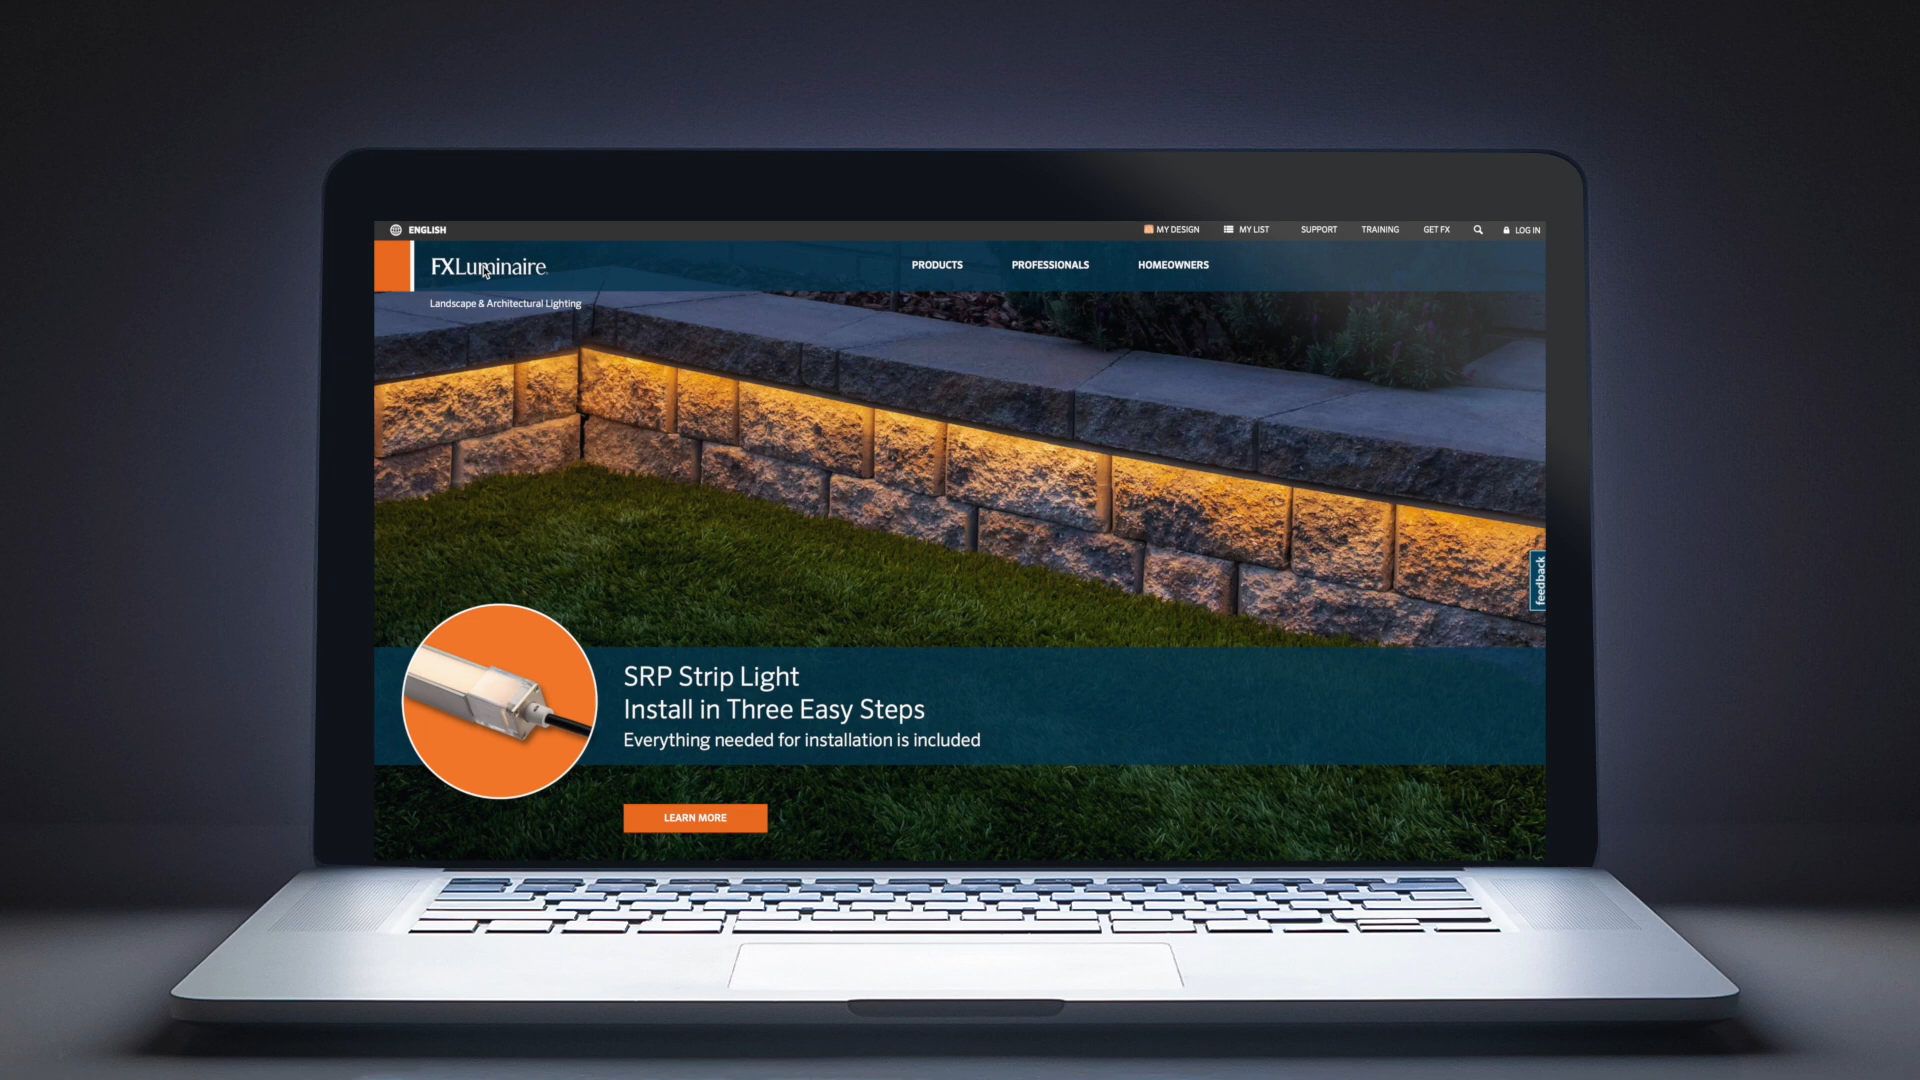 ENGLISH
MY DESIGN
MY LIST
SUPPORT
TRAINING
GET FX
LOG IN
FXLuminaire.
PRODUCTS
PROFESSIONALS
HOMEOWNERS
Landscape & Architectural Lighting
feedback
SRP Strip Light
Install in Three Easy Steps
Everything needed for installation is included
LEARN MORE